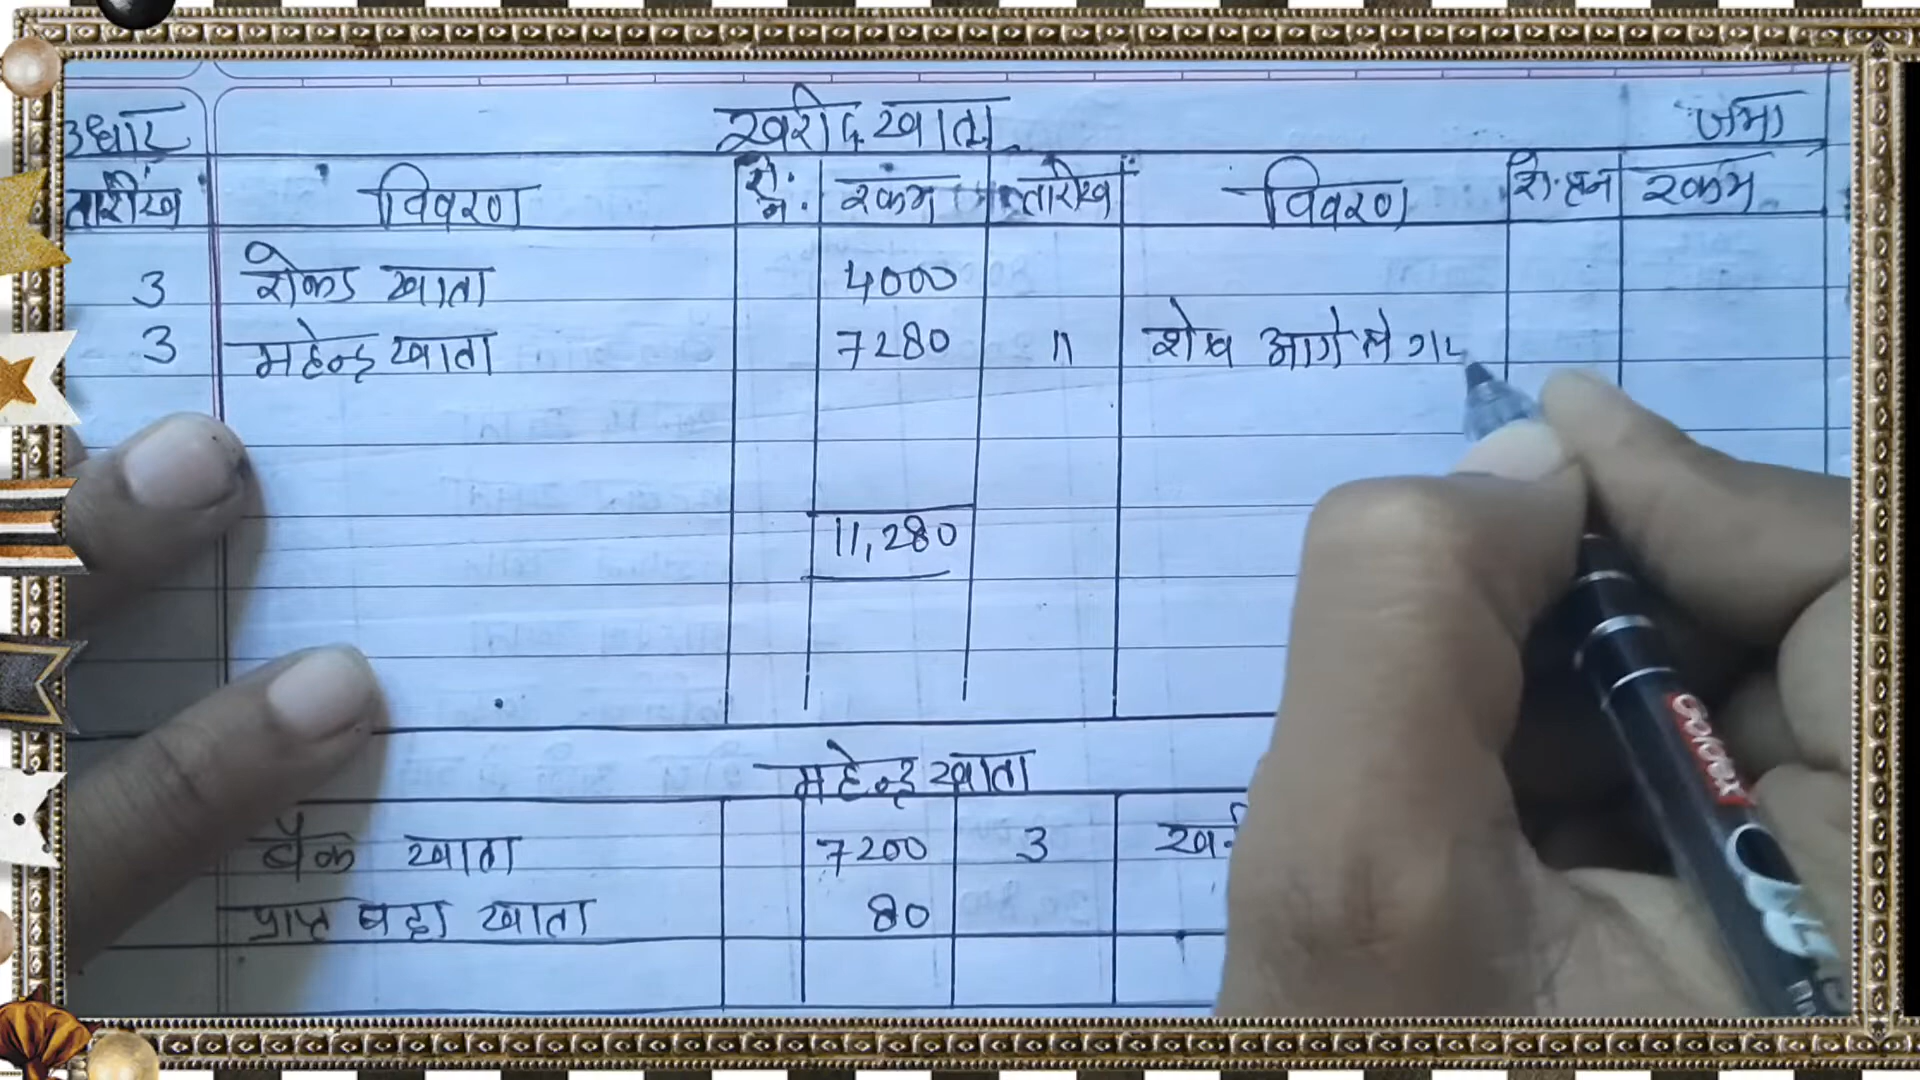 उधार खरीद खाता जमा
तारीख विवरण रो. न. रकम तारीख विवरण रो. पृ.न रकम
3 रोकड खाता 4000
3 महेन्द्र खाता 7280 11 शेष आगे ले गए
11,280
महेन्द्र खाता
बैंक खाता 7200 3
प्राप्त बट्टा खाता 80